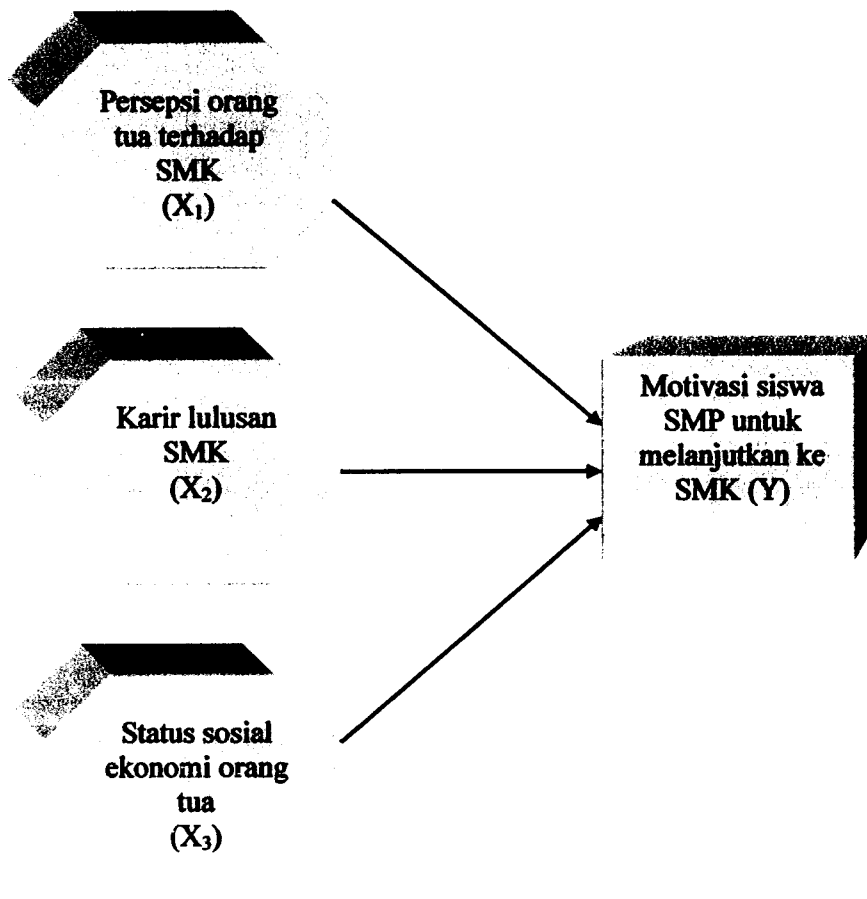 Persepsi orang
tua terhadap
SMK
(X₁)
Karir lulusan
SMK
(X₂)
Status sosial
ekonomi orang
tua
(X₃)
Motivasi siswa
SMP untuk
melanjutkan ke
SMK (Y)